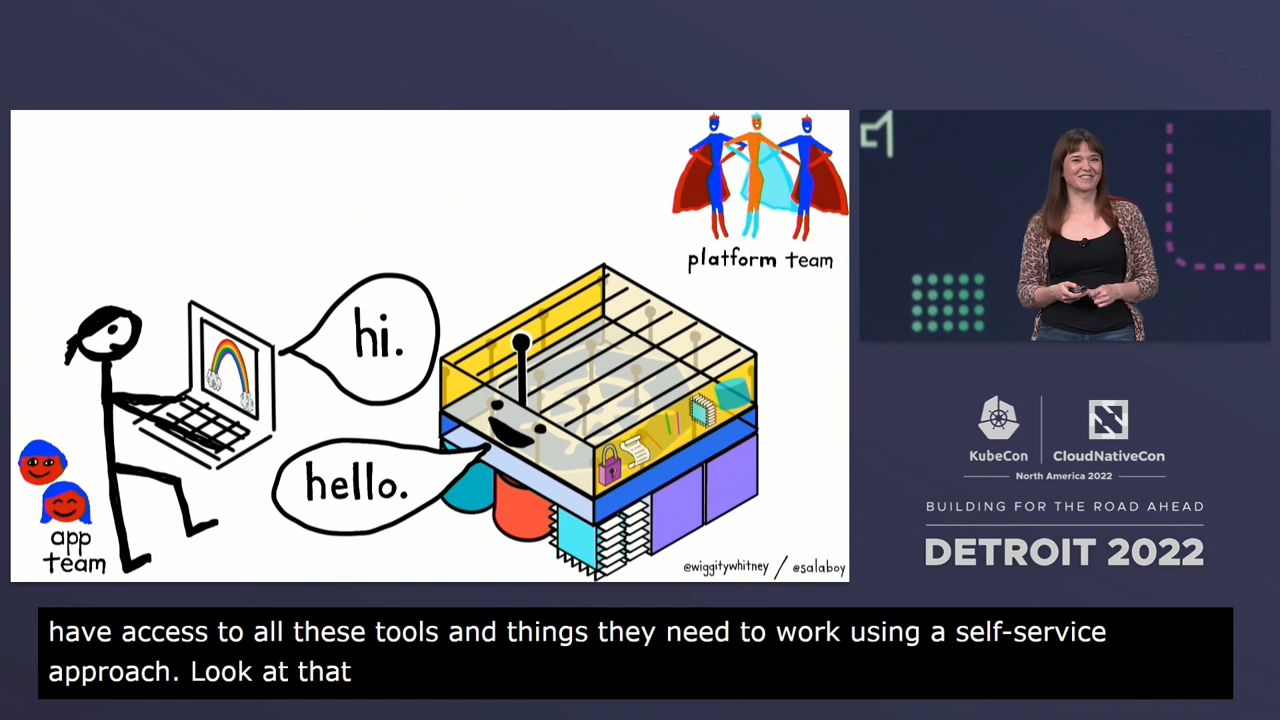 platform team
hi.
hello.
app
team
@wiggitywhitney / @salaboy
KubeCon
CloudNativeCon
North America 2022
BUILDING FOR THE ROAD AHEAD
DETROIT 2022
have access to all these tools and things they need to work using a self-service
approach. Look at that